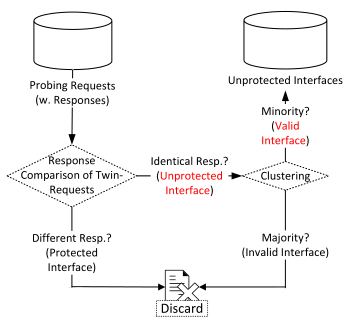 Probing Requests
(w. Responses)
Unprotected Interfaces
Minority?
(Valid
Interface)
Response
Comparison of Twin-
Requests
Identical Resp.?
(Unprotected
Interface)
Clustering
Different Resp.?
(Protected
Interface)
Majority?
(Invalid Interface)
Discard